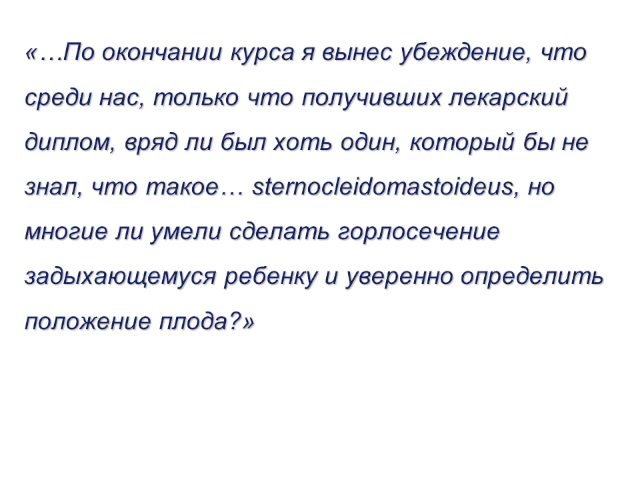 «…По окончании курса я вынес убеждение, что
среди нас, только что получивших лекарский
диплом, вряд ли был хоть один, который бы не
знал, что такое… sternocleidomastoideus, но
многие ли умели сделать горлосечение
задыхающемуся ребенку и уверенно определить
положение плода?»